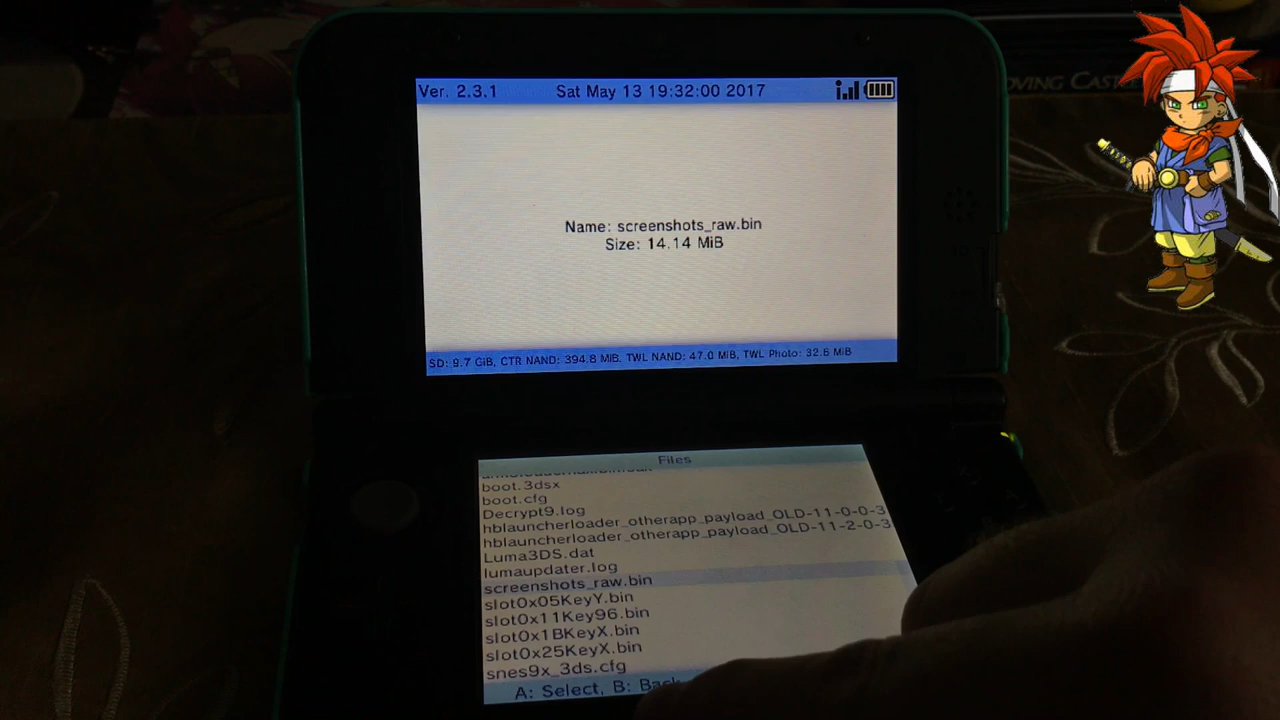 Ver. 2.3.1 Sat May 13 19:32:00 2017
OVING CAST
Name: screenshots_raw.bin
Size: 14.14 MiB
SD: 9.7 GiB, CTR NAND: 394.8 MiB, TWL NAND: 47.0 MiB, TWL Photo: 32.6 MiB
Files
boot.3dsx
boot.cfg
Decrypt9.log
hblauncherloader_otherapp_payload_OLD-11-0-0-3
hblauncherloader_otherapp_payload_OLD-11-2-0-3
Luma3DS.dat
lumaupdater.log
screenshots_raw.bin
slot0x05KeyY.bin
slot0x11Key96.bin
slot0x1BKeyX.bin
slot0x25KeyX.bin
snes9x_3ds.cfg
A: Select, B: Back